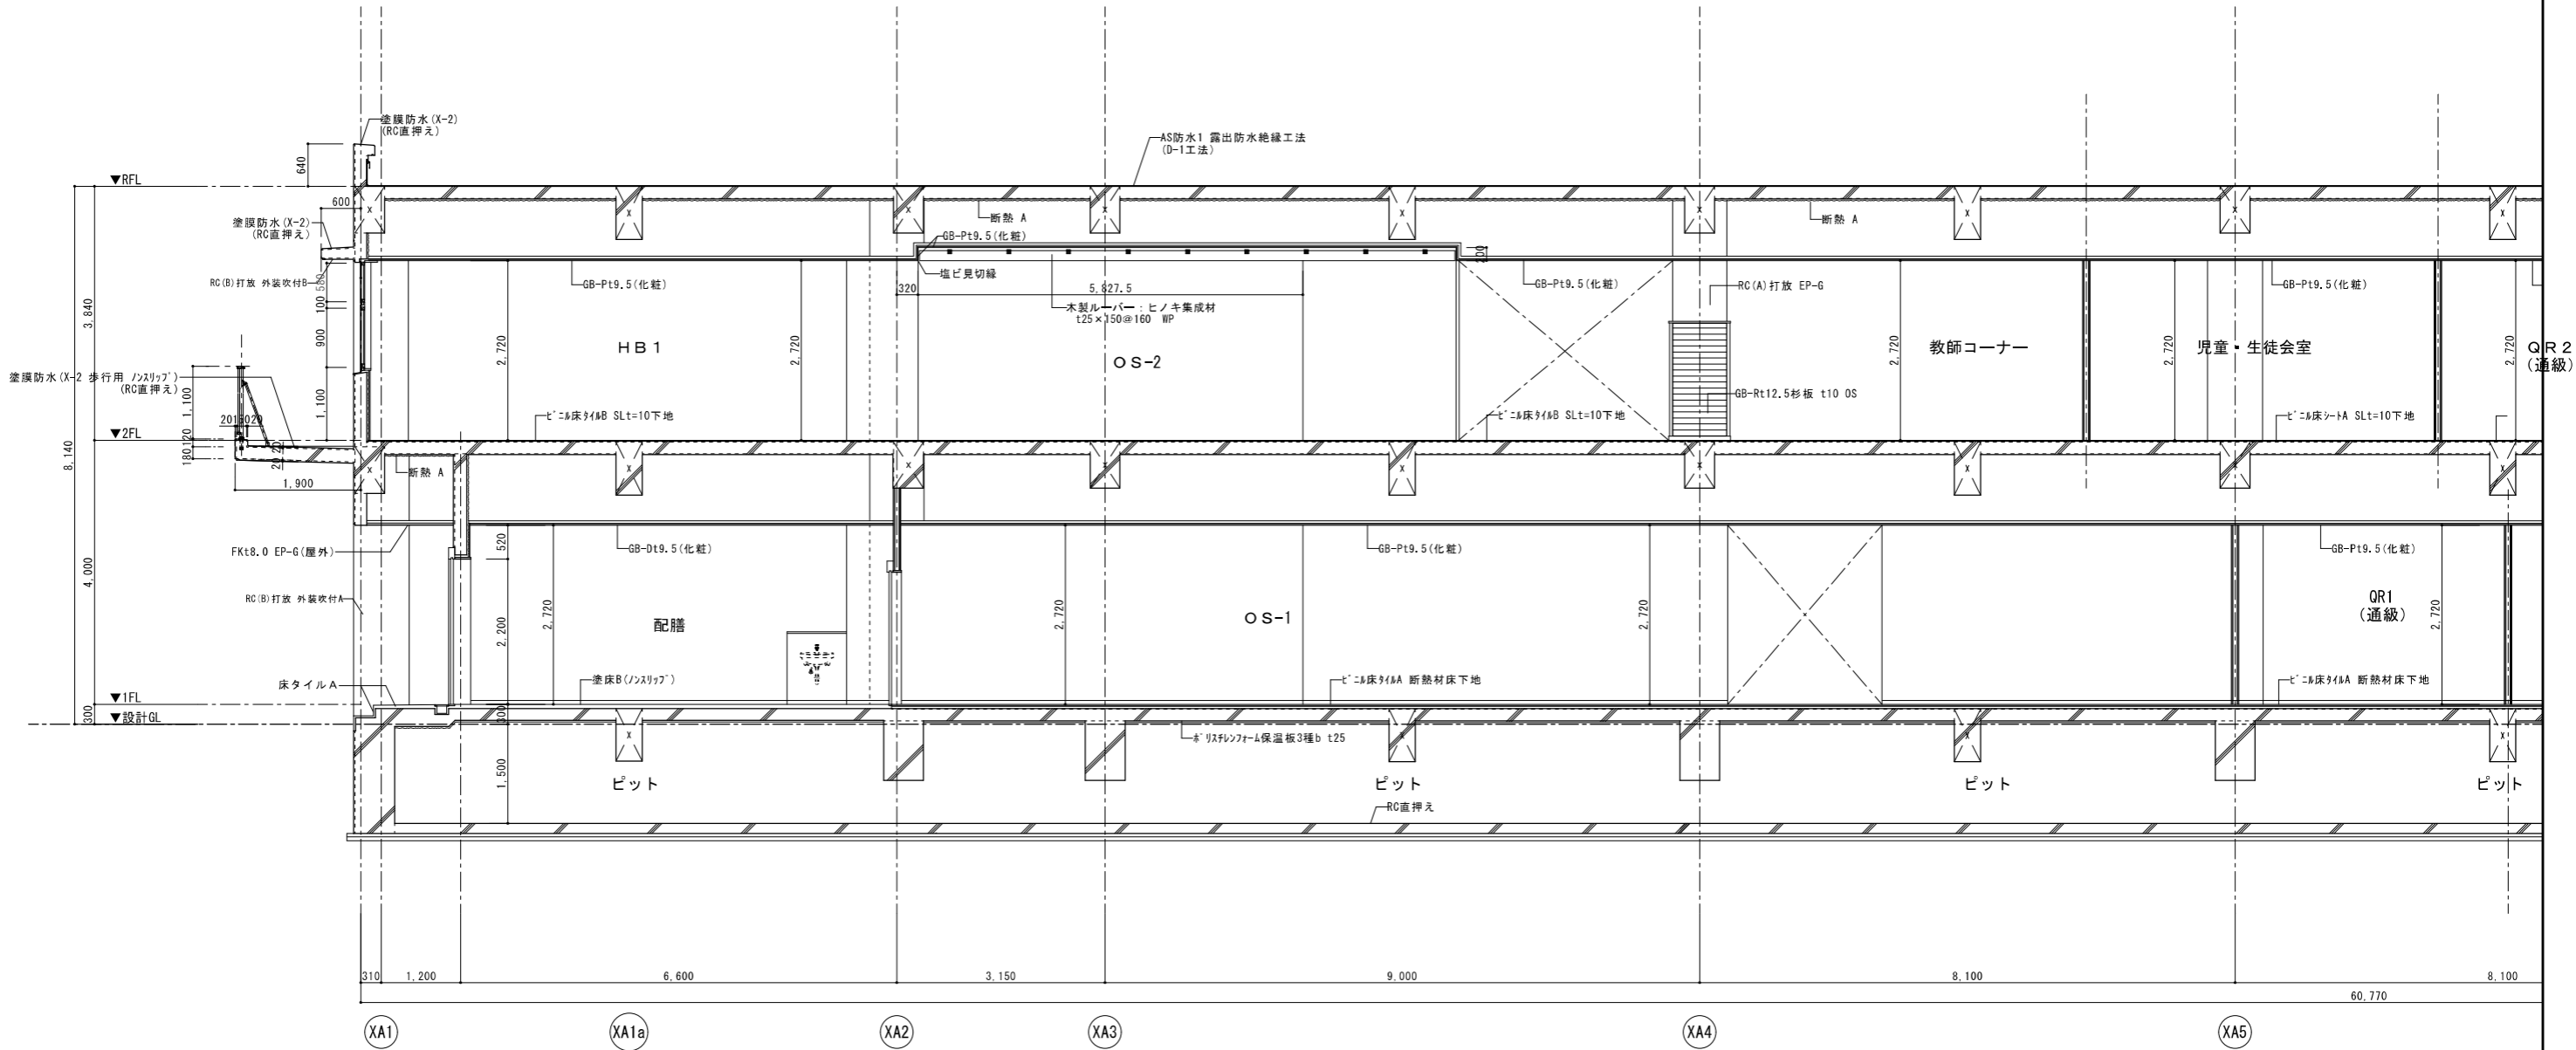 塗膜防水(X-2)
(RC直押え)
640
AS防水1 露出防水絶縁工法
(D-1工法)
▼RFL
600
塗膜防水(X-2)
(RC直押え)
断熱 A
断熱 A
GB-Pt9.5(化粧)
200
塩ビ見切縁
RC(B)打放 外装吹付B
580
GB-Pt9.5(化粧)
320
5,827.5
GB-Pt9.5(化粧)
RC(A)打放 EP-G
GB-Pt9.5(化粧)
100
木製ルーバー：ヒノキ集成材
t25×150@160 WP
3,840
900
2,720
HB1
2,720
OS-2
2,720
教師コーナー
2,720
児童・生徒会室
2,720
QR2
(通級)
塗膜防水(X-2 歩行用 ノンスリップ)
(RC直押え)
1,100
1,100
GB-Rt12.5杉板 t10 OS
ビニル床タイルB SLt=10下地
ビニル床タイルB SLt=10下地
ビニル床シートA SLt=10下地
▼2FL
120
180
20
20
8,140
断熱 A
1,900
520
FKt8.0 EP-G(屋外)
GB-Dt9.5(化粧)
GB-Pt9.5(化粧)
GB-Pt9.5(化粧)
4,000
RC(B)打放 外装吹付A
2,200
2,720
配膳
2,720
OS-1
2,720
QR1
(通級)
2,720
床タイルA
塗床B(ノンスリップ)
ビニル床タイルA 断熱材床下地
ビニル床タイルA 断熱材床下地
▼1FL
300
▼設計GL
300
ポリスチレンフォーム保温板3種b t25
1,500
ピット
ピット
ピット
ピット
RC直押え
310
1,200
6,600
3,150
9,000
8,100
8,100
60,770
XA1
XA1a
XA2
XA3
XA4
XA5